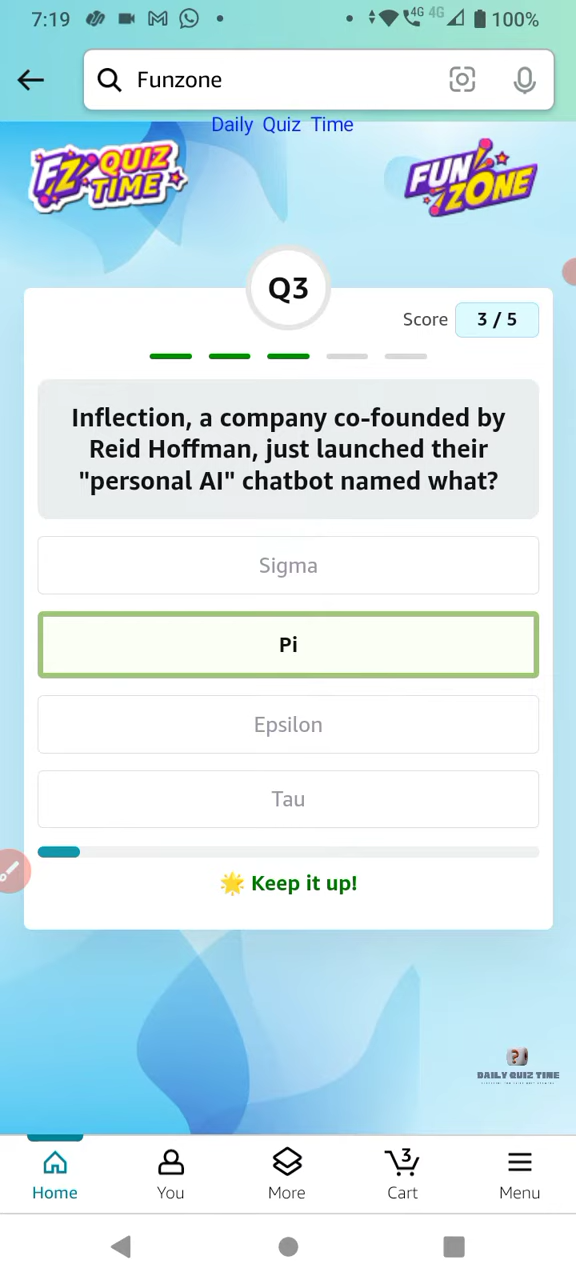 7:19
4G
4G
100%
Funzone
Daily Quiz Time
FZ QUIZ TIME
FUN ZONE
Q3
Score 3 / 5
Inflection, a company co-founded by
Reid Hoffman, just launched their
"personal AI" chatbot named what?
Sigma
Pi
Epsilon
Tau
🌟 Keep it up!
?
DAILY QUIZ TIME
3
Home You More Cart Menu